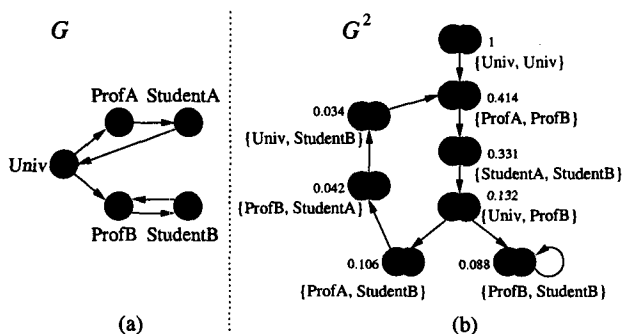 G
ProfA StudentA
Univ
ProfB StudentB
(a)
G²
1
{Univ, Univ}
0.414
{ProfA, ProfB}
0.034
{Univ, StudentB}
0.331
{StudentA, StudentB}
0.042
{ProfB, StudentA}
0.132
{Univ, ProfB}
0.106
{ProfA, StudentB}
0.088
{ProfB, StudentB}
(b)